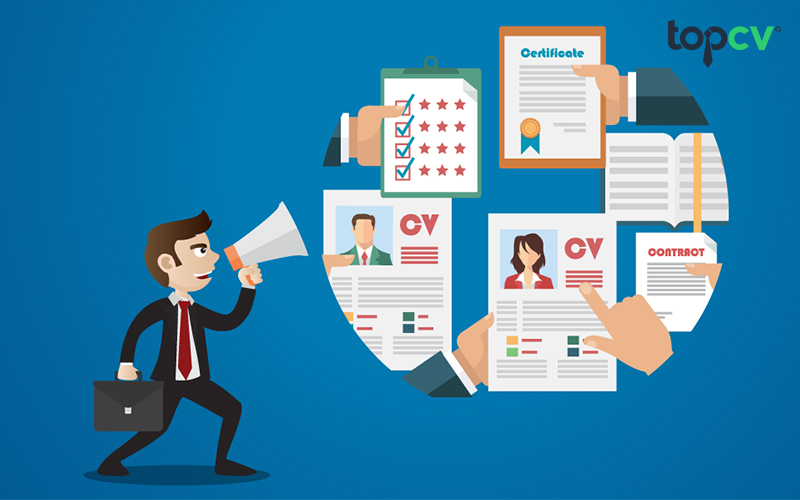 topcv
Certificate
CV
CV
CONTRACT